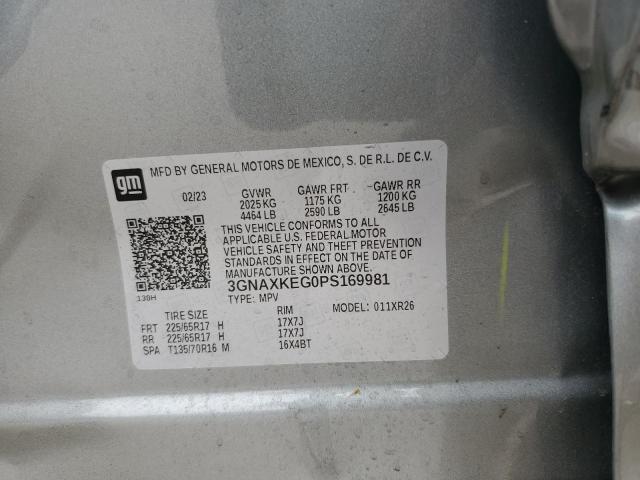 gm
MFD BY GENERAL MOTORS DE MEXICO, S. DE R.L. DE C.V.
02/23 GVWR GAWR FRT GAWR RR
2025 KG 1175 KG 1200 KG
4464 LB 2590 LB 2645 LB
THIS VEHICLE CONFORMS TO ALL
APPLICABLE U.S. FEDERAL MOTOR
VEHICLE SAFETY AND THEFT PREVENTION
STANDARDS IN EFFECT ON THE DATE OF
MANUFACTURE SHOWN ABOVE.
3GNAXKEG0PS169981
130H TYPE: MPV MODEL: 011XR26
TIRE SIZE RIM
FRT 225/65R17 H 17X7J
RR 225/65R17 H 17X7J
SPA T135/70R16 M 16X4BT